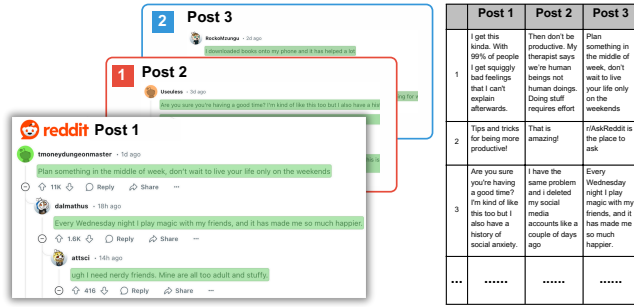 2 Post 3
RockoMzungu • 2d ago
I downloaded books onto my phone and it has helped a lot
1 Post 2
Useuless • 3d ago
Are you sure you're having a good time? I'm kind of like this too but I also have a his
ing for
this is
reddit Post 1
tmoneydungeonmaster • 1d ago
Plan something in the middle of week, don't wait to live your life only on the weekends
11K Reply Share ...
dalmathus • 18h ago
Every Wednesday night I play magic with my friends, and it has made me so much happier.
1.6K Reply Share ...
attsci • 14h ago
ugh I need nerdy friends. Mine are all too adult and stuffy.
416 Reply Share ...
Post 1 Post 2 Post 3
1
I get this
kinda. With
99% of people
I get squiggly
bad feelings
that I can't
explain
afterwards.
Then don't be
productive. My
therapist says
we're human
beings not
human doings.
Doing stuff
requires effort
Plan
something in
the middle of
week, don't
wait to live
your life only
on the
weekends
2
Tips and tricks
for being more
productive!
That is
amazing!
r/AskReddit is
the place to
ask
3
Are you sure
you're having
a good time?
I'm kind of like
this too but I
also have a
history of
social anxiety.
I have the
same problem
and i deleted
my social
media
accounts like a
couple of days
ago
Every
Wednesday
night I play
magic with my
friends, and it
has made me
so much
happier.
... ...... ...... ......